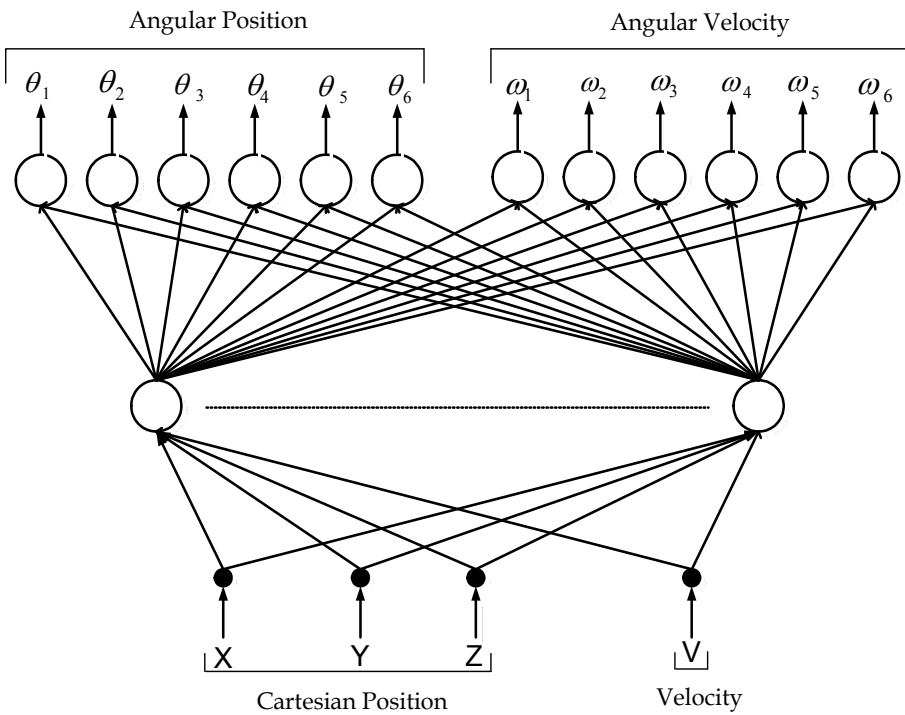 Angular Position Angular Velocity
θ1 θ2 θ3 θ4 θ5 θ6 ω1 ω2 ω3 ω4 ω5 ω6
X Y Z V
Cartesian Position Velocity